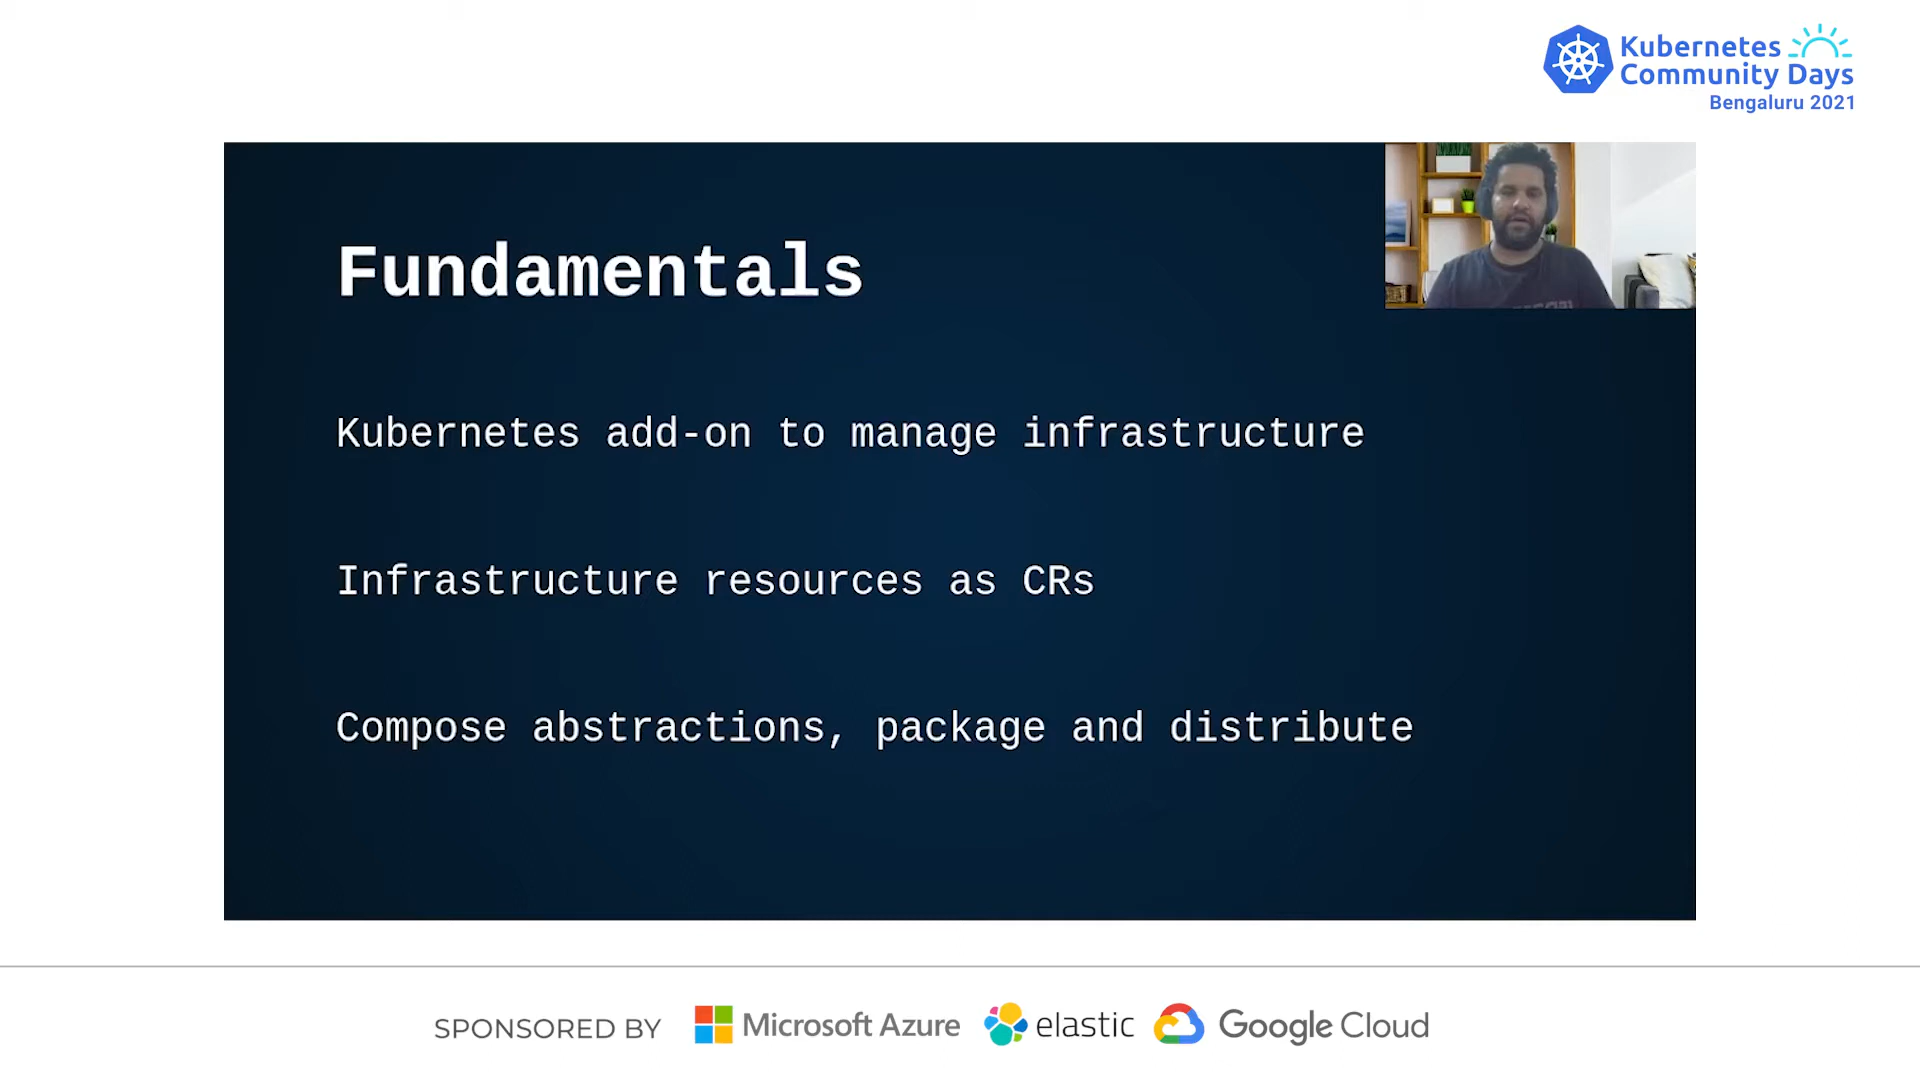 Kubernetes
Community Days
Bengaluru 2021
Fundamentals
Kubernetes add-on to manage infrastructure
Infrastructure resources as CRs
Compose abstractions, package and distribute
SPONSORED BY Microsoft Azure elastic Google Cloud